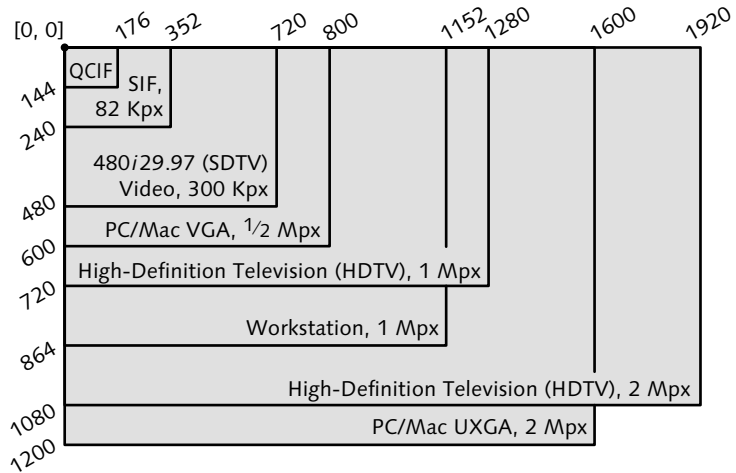 [0, 0] 176 352 720 800 1152 1280 1600 1920
QCIF
144
SIF,
82 Kpx
240
480i29.97 (SDTV)
Video, 300 Kpx
480
PC/Mac VGA, 1/2 Mpx
600
High-Definition Television (HDTV), 1 Mpx
720
Workstation, 1 Mpx
864
High-Definition Television (HDTV), 2 Mpx
1080
PC/Mac UXGA, 2 Mpx
1200